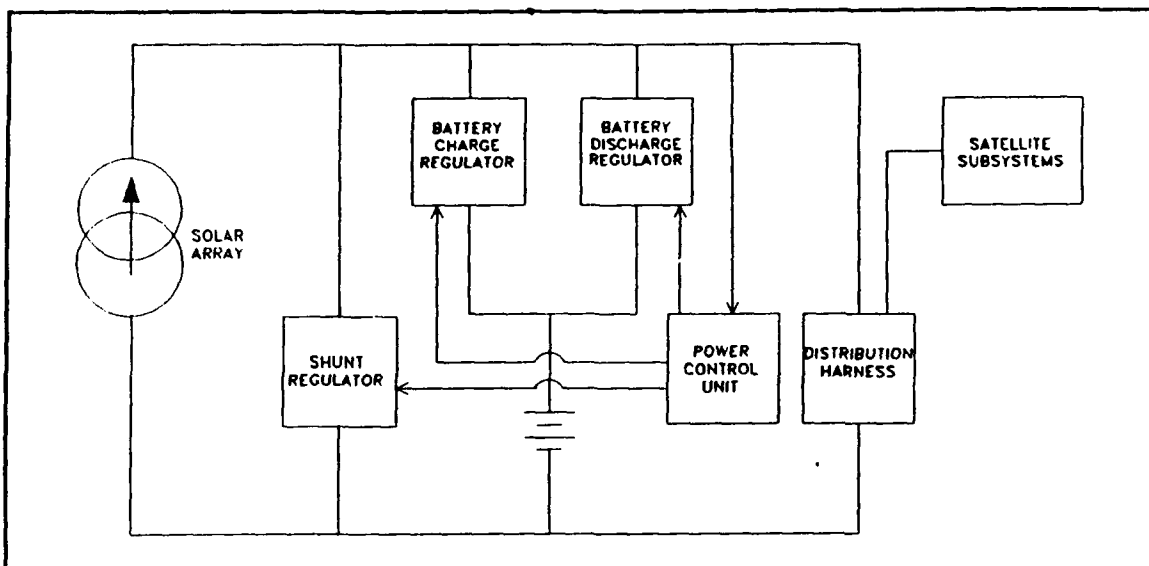 BATTERY
CHARGE
REGULATOR
BATTERY
DISCHARGE
REGULATOR
SATELLITE
SUBSYSTEMS
SOLAR
ARRAY
SHUNT
REGULATOR
POWER
CONTROL
UNIT
DISTRIBUTION
HARNESS